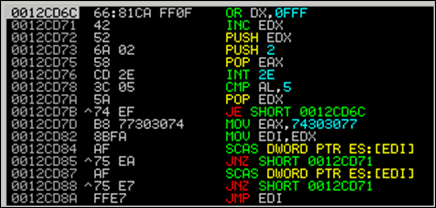 0012CD6C 66:81CA FF0F OR DX,0FFF
0012CD71 42 INC EDX
0012CD72 52 PUSH EDX
0012CD73 6A 02 PUSH 2
0012CD75 58 POP EAX
0012CD76 CD 2E INT 2E
0012CD78 3C 05 CMP AL,5
0012CD7A 5A POP EDX
0012CD7B ^74 EF JE SHORT 0012CD6C
0012CD7D B8 77303074 MOV EAX,74303077
0012CD82 8BFA MOV EDI,EDX
0012CD84 AF SCAS DWORD PTR ES:[EDI]
0012CD85 ^75 EA JNZ SHORT 0012CD71
0012CD87 AF SCAS DWORD PTR ES:[EDI]
0012CD88 ^75 E7 JNZ SHORT 0012CD71
0012CD8A FFE7 JMP EDI